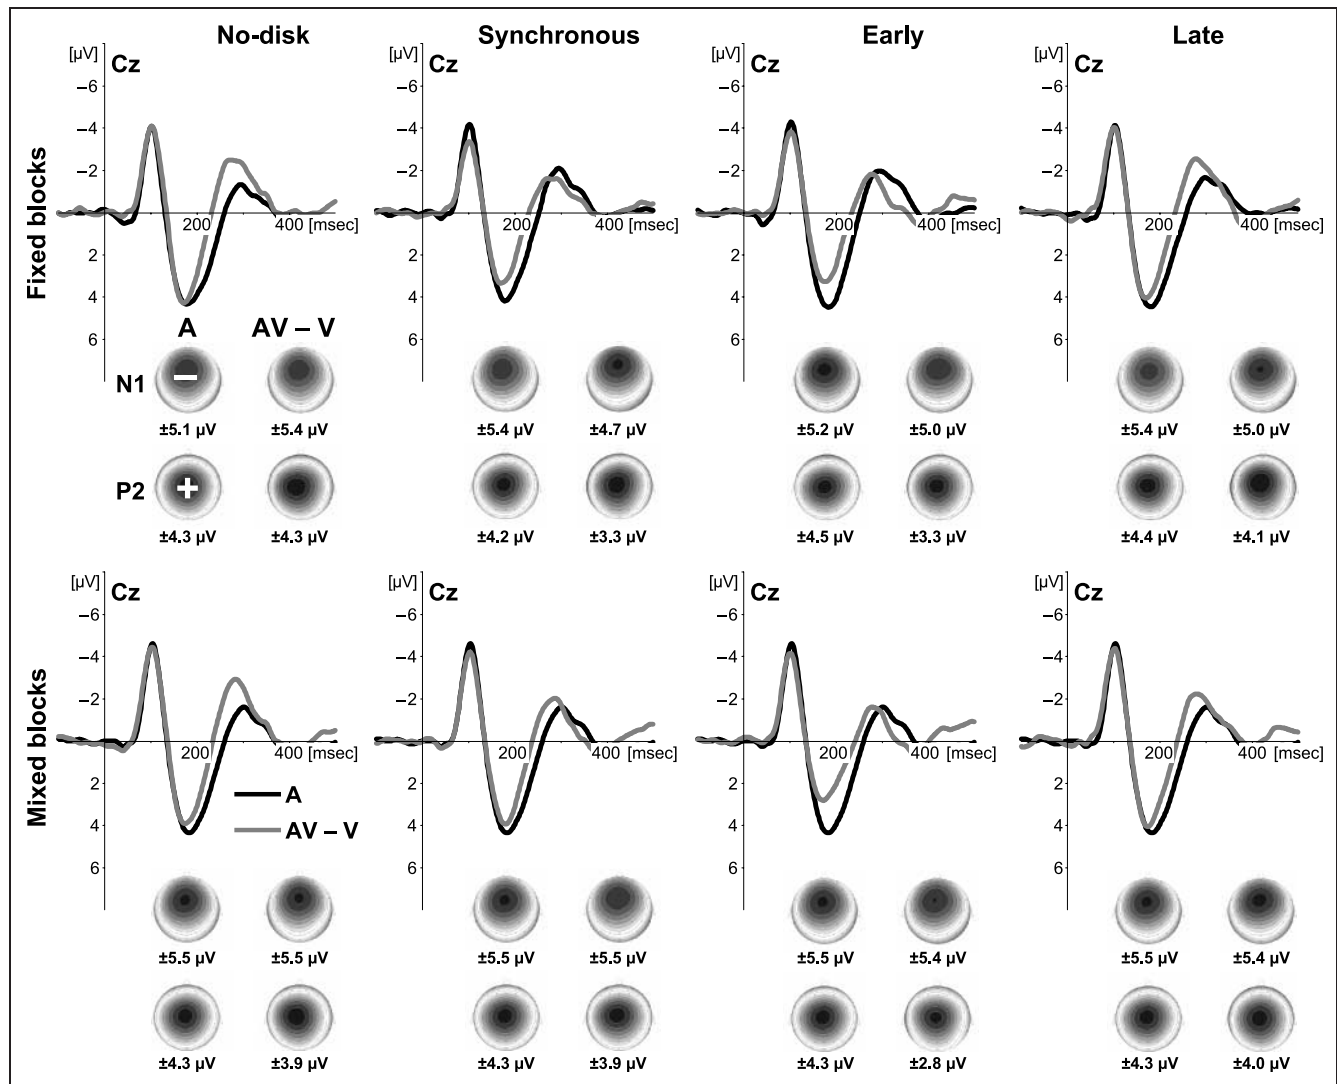 No-disk Synchronous Early Late
[µV] Cz [µV] Cz [µV] Cz [µV] Cz
−6 −6 −6 −6
−4 −4 −4 −4
−2 −2 −2 −2
0 0 0 0
200 400 [msec] 200 400 [msec] 200 400 [msec] 200 400 [msec]
2 2 2 2
4 4 4 4
6 6 6 6
Fixed blocks
A AV – V
N1
±5.1 µV ±5.4 µV ±5.4 µV ±4.7 µV ±5.2 µV ±5.0 µV ±5.4 µV ±5.0 µV
P2 +
±4.3 µV ±4.3 µV ±4.2 µV ±3.3 µV ±4.5 µV ±3.3 µV ±4.4 µV ±4.1 µV
[µV] Cz [µV] Cz [µV] Cz [µV] Cz
−6 −6 −6 −6
−4 −4 −4 −4
−2 −2 −2 −2
0 0 0 0
200 400 [msec] 200 400 [msec] 200 400 [msec] 200 400 [msec]
2 2 2 2
4 4 4 4
6 6 6 6
Mixed blocks
A
AV – V
±5.5 µV ±5.5 µV ±5.5 µV ±5.5 µV ±5.5 µV ±5.4 µV ±5.5 µV ±5.4 µV
±4.3 µV ±3.9 µV ±4.3 µV ±3.9 µV ±4.3 µV ±2.8 µV ±4.3 µV ±4.0 µV